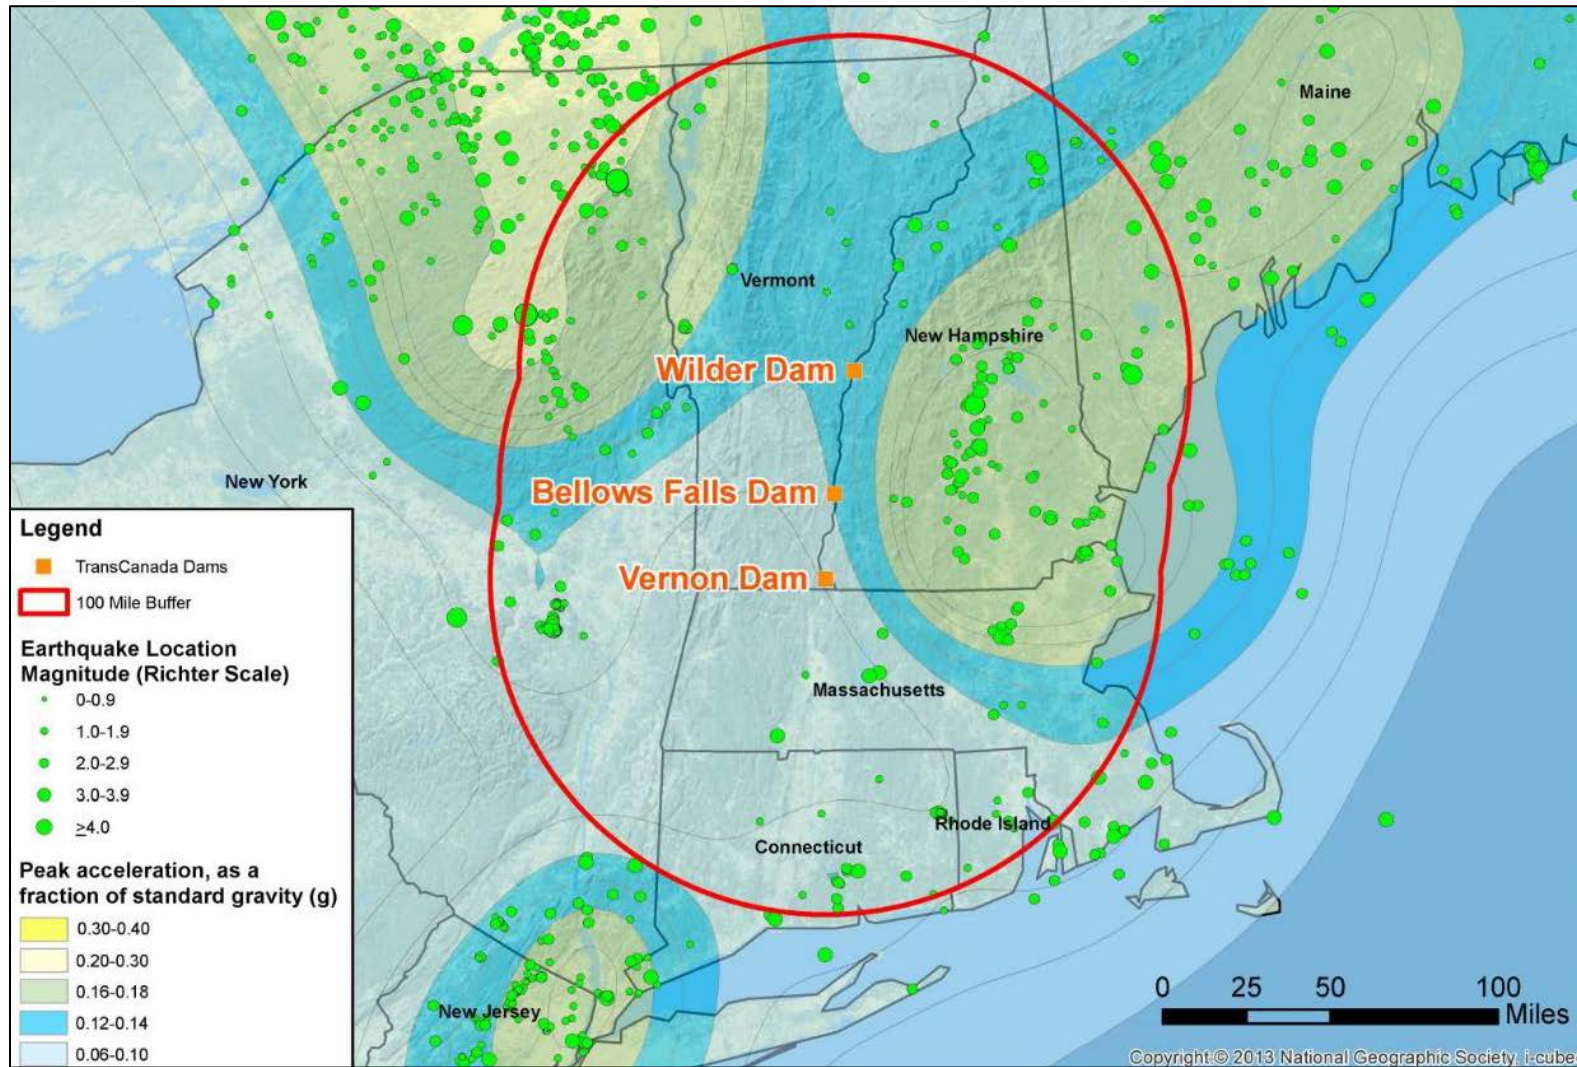 Maine
Vermont
New Hampshire
Wilder Dam
New York
Bellows Falls Dam
Vernon Dam
Massachusetts
Rhode Island
Connecticut
New Jersey
Legend
TransCanada Dams
100 Mile Buffer
Earthquake Location
Magnitude (Richter Scale)
0-0.9
1.0-1.9
2.0-2.9
3.0-3.9
≥4.0
Peak acceleration, as a
fraction of standard gravity (g)
0.30-0.40
0.20-0.30
0.16-0.18
0.12-0.14
0.06-0.10
0 25 50 100
Miles
Copyright:© 2013 National Geographic Society, i-cubed